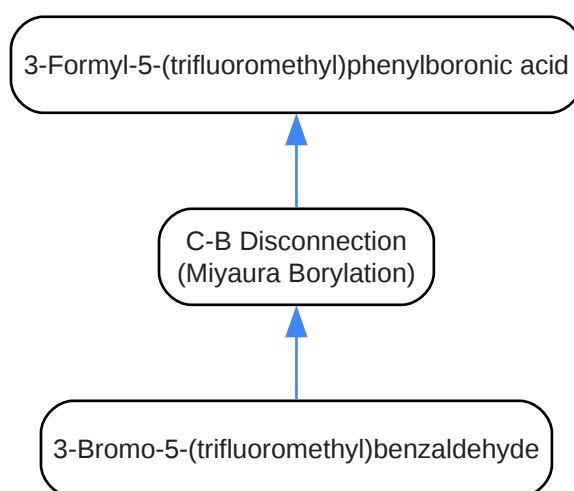 3-Formyl-5-(trifluoromethyl)phenylboronic acid
C-B Disconnection
(Miyaura Borylation)
3-Bromo-5-(trifluoromethyl)benzaldehyde